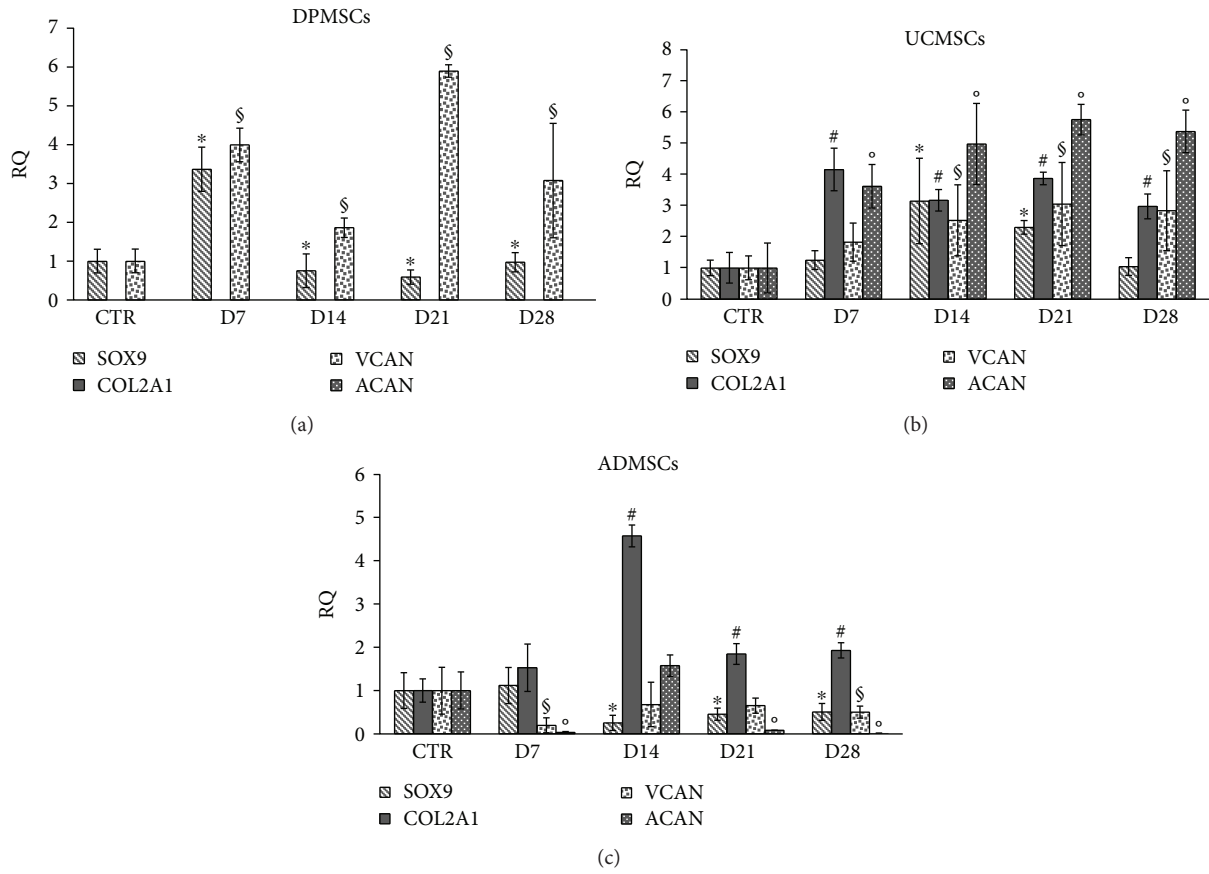 DPMSCs
7
6
5
4
3
2
1
0
RQ
* § * § * § * §
CTR D7 D14 D21 D28
SOX9 VCAN
COL2A1 ACAN
(a)
UCMSCs
8
7
6
5
4
3
2
1
0
RQ
# ° * # § ° * # § ° # § °
CTR D7 D14 D21 D28
SOX9 VCAN
COL2A1 ACAN
(b)
ADMSCs
6
5
4
3
2
1
0
RQ
§ ° * # * # ° * # § °
CTR D7 D14 D21 D28
SOX9 VCAN
COL2A1 ACAN
(c)